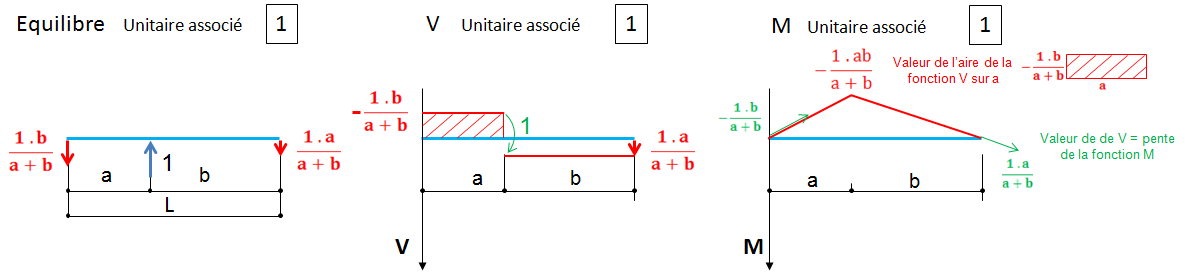 Equilibre Unitaire associé 1
1 . b
a + b
1
1 . a
a + b
a
b
L
V Unitaire associé 1
- 1 . b
a + b
1
1 . a
a + b
a
b
V
M Unitaire associé 1
- 1 . ab
a + b
Valeur de l'aire de la
fonction V sur a
- 1 . b
a + b
a
- 1 . b
a + b
Valeur de de V = pente
de la fonction M
1 . a
a + b
a
b
M